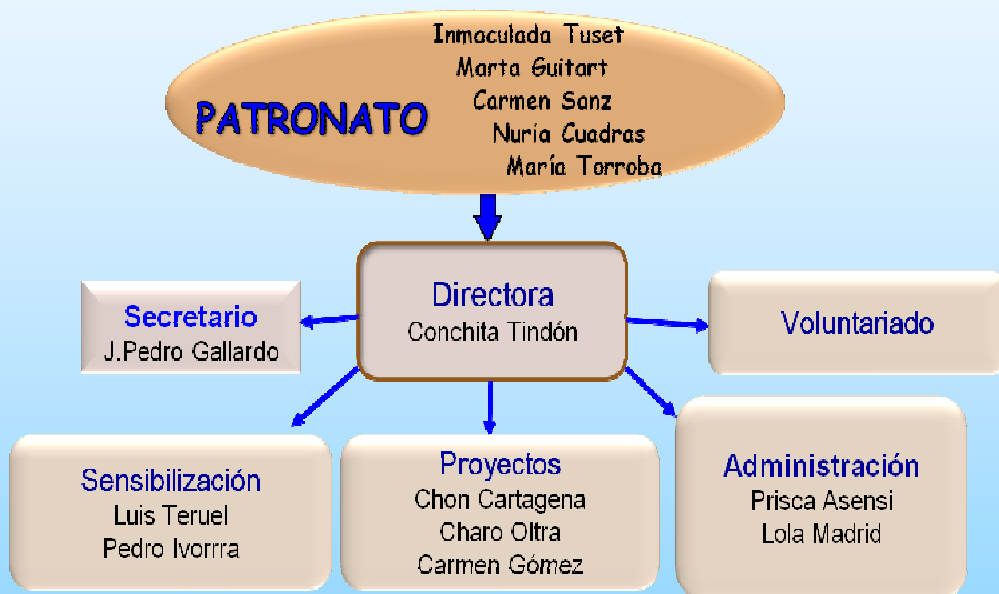 Inmaculada Tuset
Marta Guitart
Carmen Sanz
PATRONATO
Nuria Cuadras
María Torroba
Directora
Conchita Tindón
Secretario
J.Pedro Gallardo
Voluntariado
Sensibilización
Luis Teruel
Pedro Ivorrra
Proyectos
Chon Cartagena
Charo Oltra
Carmen Gómez
Administración
Prisca Asensi
Lola Madrid